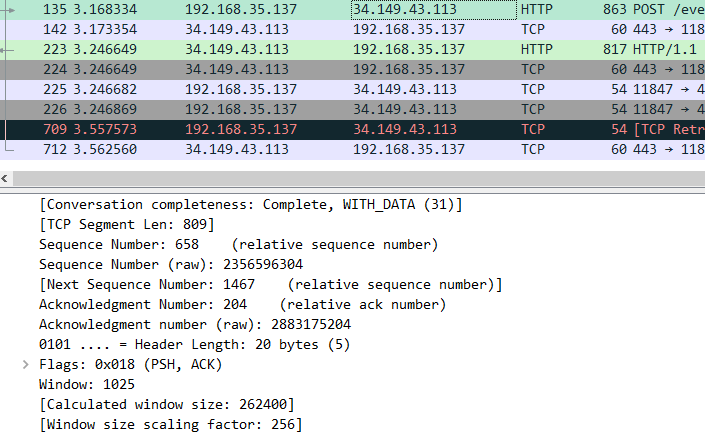 135 3.168334 192.168.35.137 34.149.43.113 HTTP 863 POST /eve
142 3.173354 34.149.43.113 192.168.35.137 TCP 60 443 → 118
223 3.246649 34.149.43.113 192.168.35.137 HTTP 817 HTTP/1.1
224 3.246649 34.149.43.113 192.168.35.137 TCP 60 443 → 118
225 3.246682 192.168.35.137 34.149.43.113 TCP 54 11847 → 4
226 3.246869 192.168.35.137 34.149.43.113 TCP 54 11847 → 4
709 3.557573 192.168.35.137 34.149.43.113 TCP 54 [TCP Retr
712 3.562560 34.149.43.113 192.168.35.137 TCP 60 443 → 118
[Conversation completeness: Complete, WITH_DATA (31)]
[TCP Segment Len: 809]
Sequence Number: 658 (relative sequence number)
Sequence Number (raw): 2356596304
[Next Sequence Number: 1467 (relative sequence number)]
Acknowledgment Number: 204 (relative ack number)
Acknowledgment number (raw): 2883175204
0101 .... = Header Length: 20 bytes (5)
Flags: 0x018 (PSH, ACK)
Window: 1025
[Calculated window size: 262400]
[Window size scaling factor: 256]